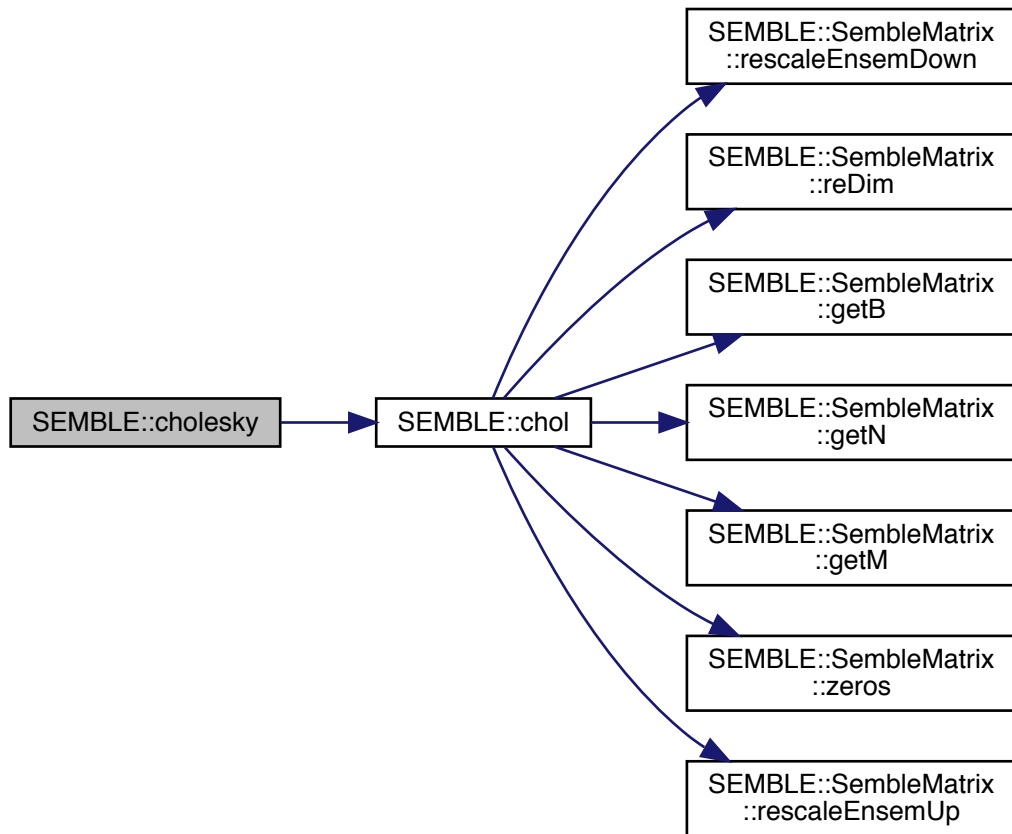 SEMBLE::SembleMatrix
::rescaleEnsemDown
SEMBLE::SembleMatrix
::reDim
SEMBLE::SembleMatrix
::getB
SEMBLE::cholesky
SEMBLE::chol
SEMBLE::SembleMatrix
::getN
SEMBLE::SembleMatrix
::getM
SEMBLE::SembleMatrix
::zeros
SEMBLE::SembleMatrix
::rescaleEnsemUp